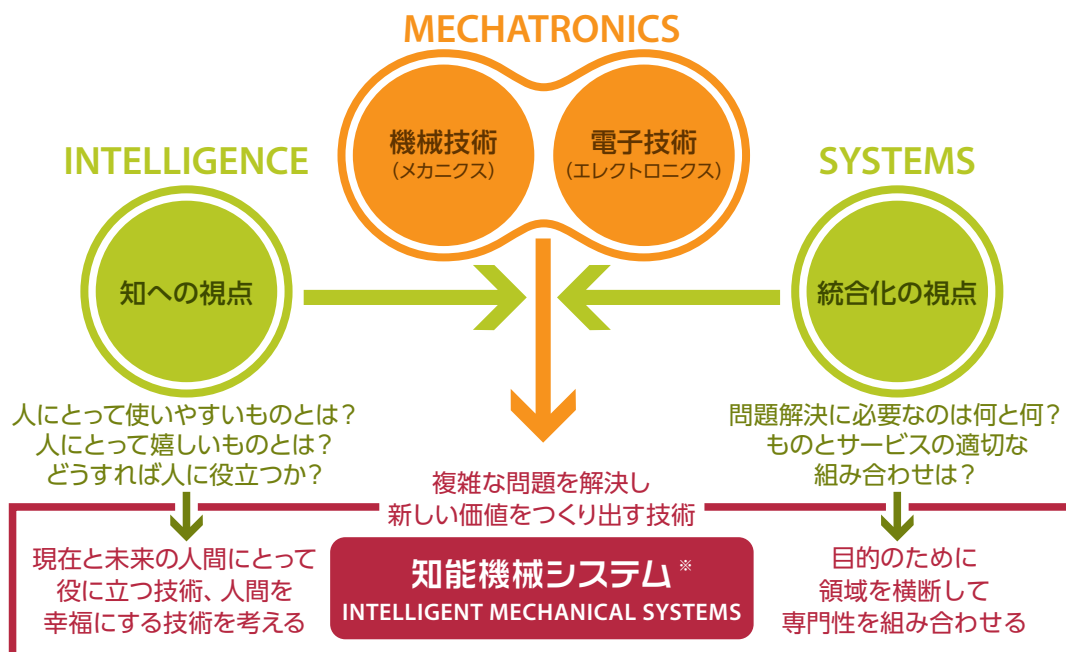 MECHATRONICS
機械技術
（メカニクス）
電子技術
（エレクトロニクス）
INTELLIGENCE
知への視点
SYSTEMS
統合化の視点
人にとって使いやすいものとは？
人にとって嬉しいものとは？
どうすれば人に役立つか？
問題解決に必要なのは何と何？
ものとサービスの適切な
組み合わせは？
複雑な問題を解決し
新しい価値をつくり出す技術
現在と未来の人間にとって
役に立つ技術、人間を
幸福にする技術を考える
知能機械システム※
INTELLIGENT MECHANICAL SYSTEMS
目的のために
領域を横断して
専門性を組み合わせる